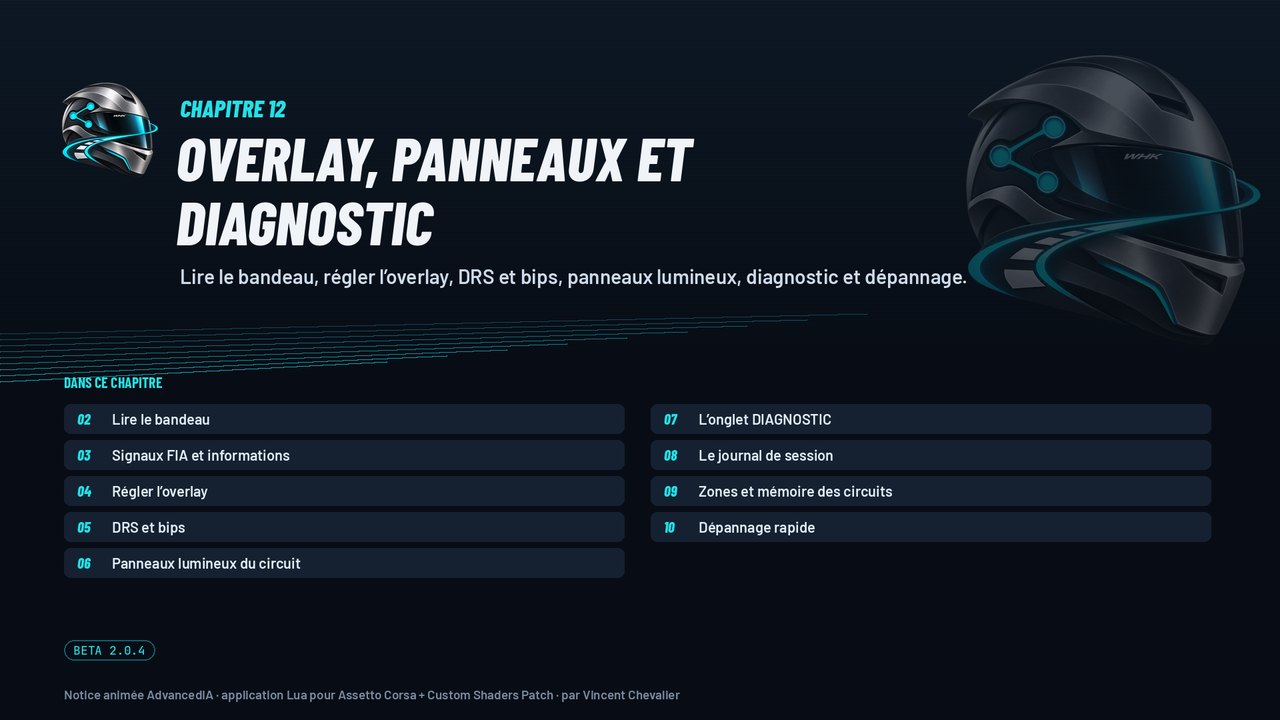 CHAPITRE 12
OVERLAY, PANNEAUX ET
DIAGNOSTIC
Lire le bandeau, régler l’overlay, DRS et bips, panneaux lumineux, diagnostic et dépannage.
WHK
DANS CE CHAPITRE
02 Lire le bandeau
03 Signaux FIA et informations
04 Régler l’overlay
05 DRS et bips
06 Panneaux lumineux du circuit
07 L’onglet DIAGNOSTIC
08 Le journal de session
09 Zones et mémoire des circuits
10 Dépannage rapide
BETA 2.0.4
Notice animée AdvancedIA · application Lua pour Assetto Corsa + Custom Shaders Patch · par Vincent Chevalier